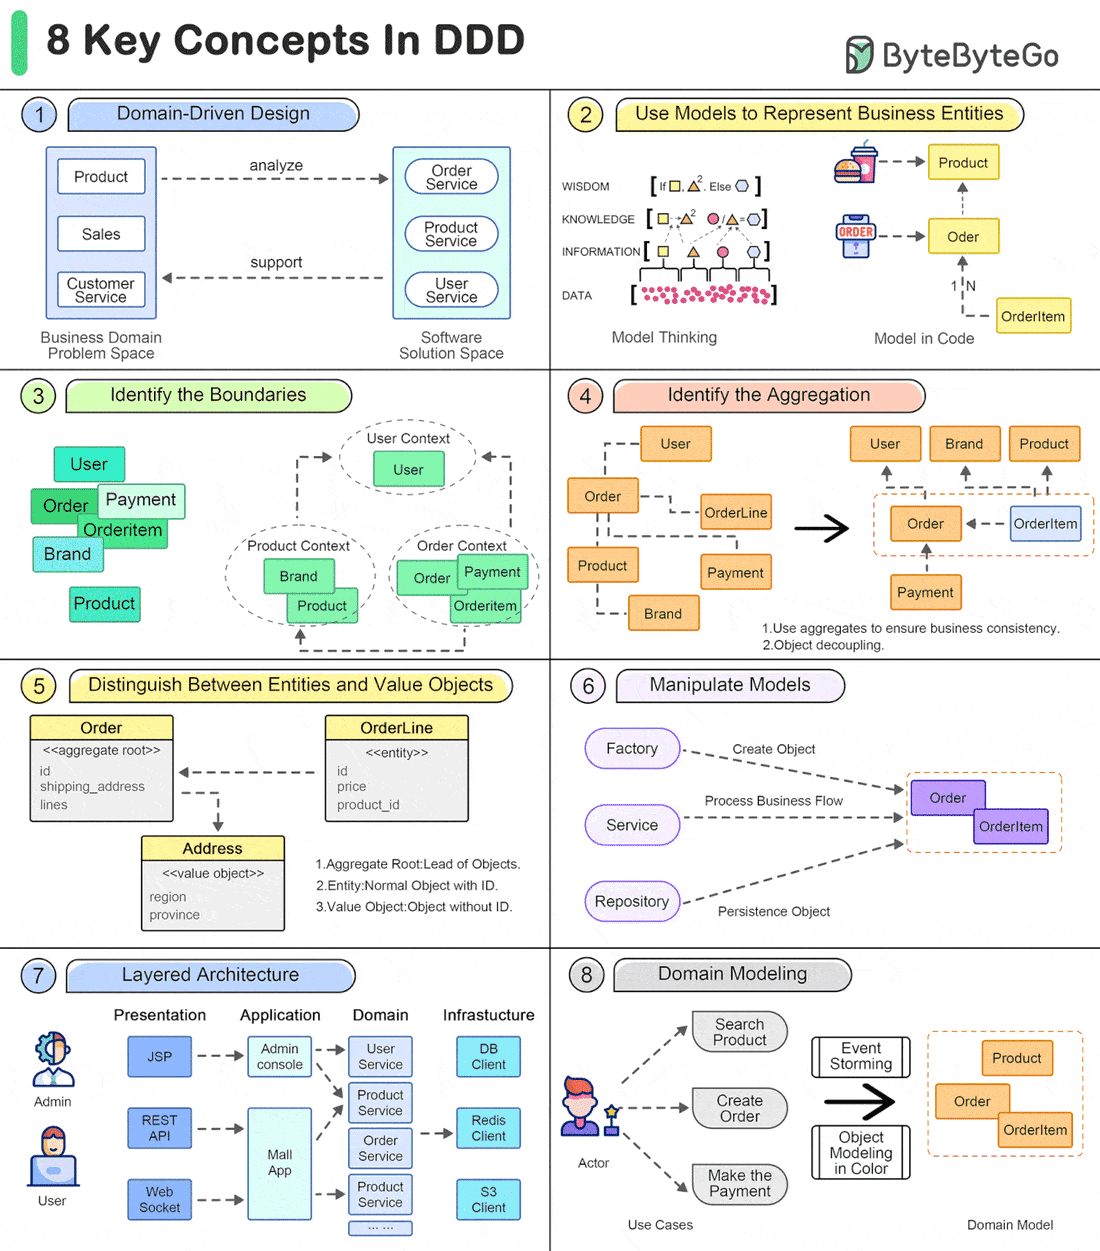 8 Key Concepts In DDD
ByteByteGo
1
Domain-Driven Design
Product
Sales
Customer
Service
analyze
support
Order
Service
Product
Service
User
Service
Business Domain
Problem Space
Software
Solution Space
2
Use Models to Represent Business Entities
WISDOM
[ If , 2. Else ]
KNOWLEDGE
[ 2 / = ]
INFORMATION
[ ]
DATA
[ ]
Model Thinking
Product
ORDER
Oder
1 N
OrderItem
Model in Code
3
Identify the Boundaries
User
Order
Payment
Orderitem
Brand
Product
User Context
User
Product Context
Brand
Product
Order Context
Order
Payment
Orderitem
4
Identify the Aggregation
User
Order
OrderLine
Product
Payment
Brand
User
Brand
Product
Order
OrderItem
Payment
1.Use aggregates to ensure business consistency.
2.Object decoupling.
5
Distinguish Between Entities and Value Objects
Order
<<aggregate root>>
id
shipping_address
lines
OrderLine
<<entity>>
id
price
product_id
Address
<<value object>>
region
province
1.Aggregate Root:Lead of Objects.
2.Entity:Normal Object with ID.
3.Value Object:Object without ID.
6
Manipulate Models
Factory
Create Object
Service
Process Business Flow
Repository
Persistence Object
Order
OrderItem
7
Layered Architecture
Presentation
Application
Domain
Infrastucture
Admin
User
JSP
REST
API
Web
Socket
Admin
console
Mall
App
User
Service
Product
Service
Order
Service
Product
Service
... ...
DB
Client
Redis
Client
S3
Client
8
Domain Modeling
Actor
Search
Product
Create
Order
Make the
Payment
Use Cases
Event
Storming
Object
Modeling
in Color
Product
Order
OrderItem
Domain Model